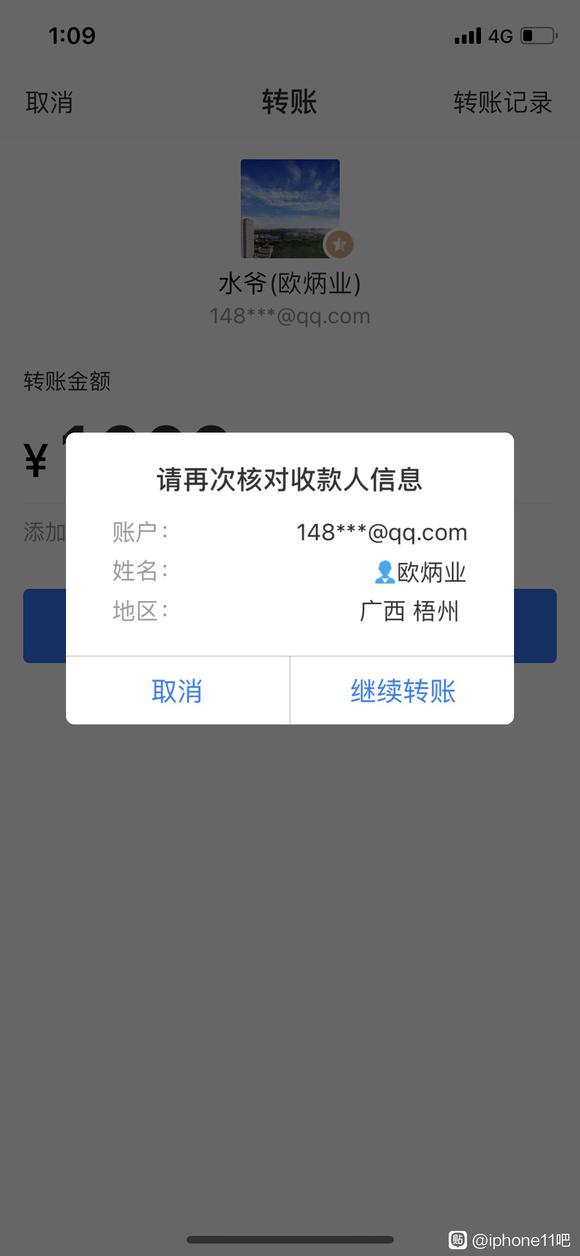 1:09
4G
取消
转账
转账记录
水爷(欧炳业)
148***@qq.com
转账金额
¥
添加
请再次核对收款人信息
账户：
148***@qq.com
姓名：
欧炳业
地区：
广西 梧州
取消
继续转账
贴
@iphone11吧